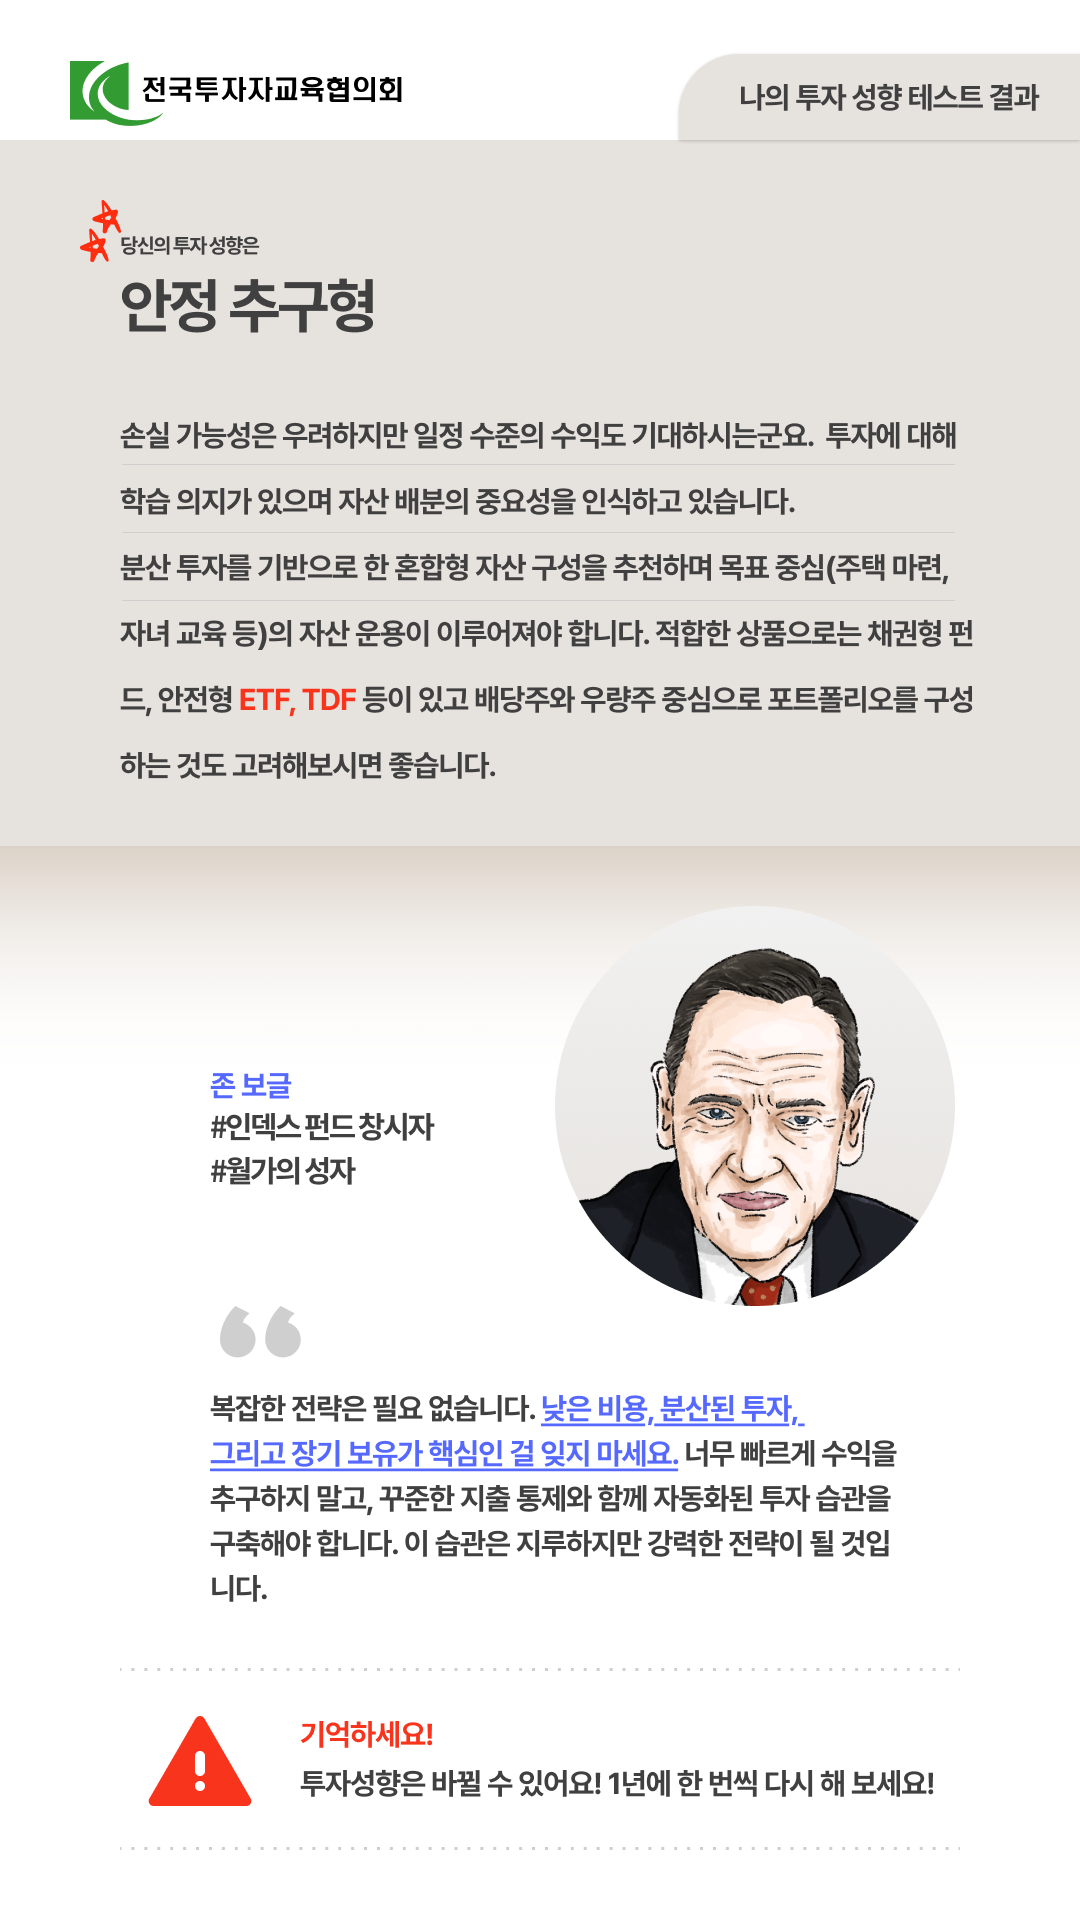 전국투자자교육협의회
나의 투자 성향 테스트 결과
당신의 투자 성향은
안정 추구형
손실 가능성은 우려하지만 일정 수준의 수익도 기대하시는군요. 투자에 대해
학습 의지가 있으며 자산 배분의 중요성을 인식하고 있습니다.
분산 투자를 기반으로 한 혼합형 자산 구성을 추천하며 목표 중심(주택 마련,
자녀 교육 등)의 자산 운용이 이루어져야 합니다. 적합한 상품으로는 채권형 펀
드, 안전형 ETF, TDF 등이 있고 배당주와 우량주 중심으로 포트폴리오를 구성
하는 것도 고려해보시면 좋습니다.
존 보글
#인덱스 펀드 창시자
#월가의 성자
“
복잡한 전략은 필요 없습니다. 낮은 비용, 분산된 투자,
그리고 장기 보유가 핵심인 걸 잊지 마세요. 너무 빠르게 수익을
추구하지 말고, 꾸준한 지출 통제와 함께 자동화된 투자 습관을
구축해야 합니다. 이 습관은 지루하지만 강력한 전략이 될 것입
니다.
기억하세요!
투자성향은 바뀔 수 있어요! 1년에 한 번씩 다시 해 보세요!